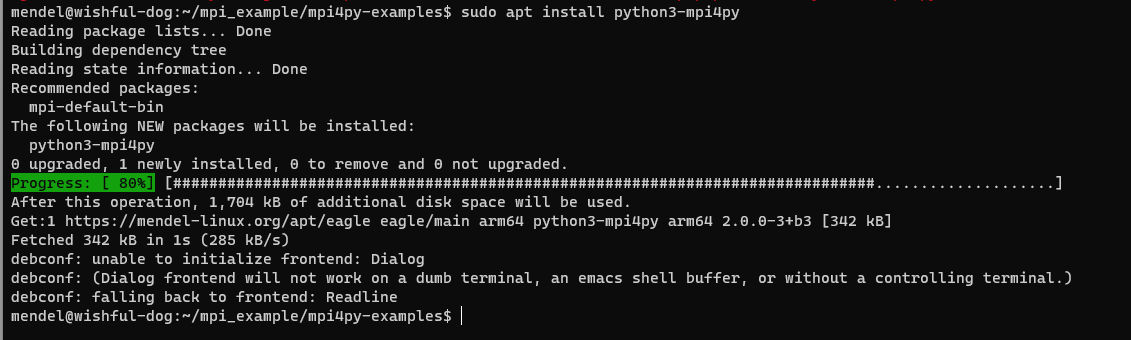 mendel@wishful-dog:~/mpi_example/mpi4py-examples$ sudo apt install python3-mpi4py
Reading package lists... Done
Building dependency tree
Reading state information... Done
Recommended packages:
  mpi-default-bin
The following NEW packages will be installed:
  python3-mpi4py
0 upgraded, 1 newly installed, 0 to remove and 0 not upgraded.
Progress: [ 80%] [##############################################################################....................]
After this operation, 1,704 kB of additional disk space will be used.
Get:1 https://mendel-linux.org/apt/eagle eagle/main arm64 python3-mpi4py arm64 2.0.0-3+b3 [342 kB]
Fetched 342 kB in 1s (285 kB/s)
debconf: unable to initialize frontend: Dialog
debconf: (Dialog frontend will not work on a dumb terminal, an emacs shell buffer, or without a controlling terminal.)
debconf: falling back to frontend: Readline
mendel@wishful-dog:~/mpi_example/mpi4py-examples$